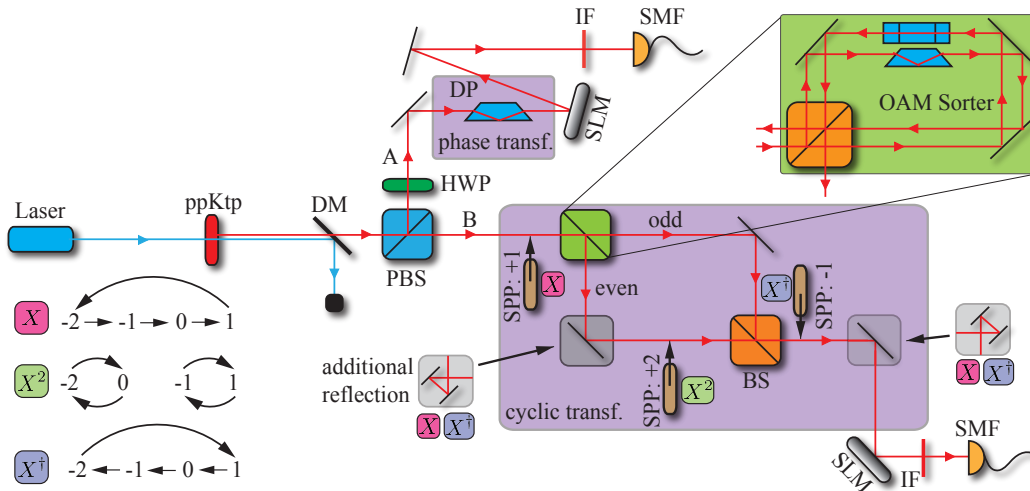 IF
SMF
DP
SLM
phase transf.
A
HWP
OAM Sorter
Laser
ppKtp
DM
PBS
B
odd
even
SPP: +1
X
X†
SPP: -1
additional
reflection
X X†
SPP: +2
X²
BS
X X†
cyclic transf.
X
-2 -1 0 1
X²
-2 0 -1 1
X†
-2 -1 0 1
SLM
IF
SMF